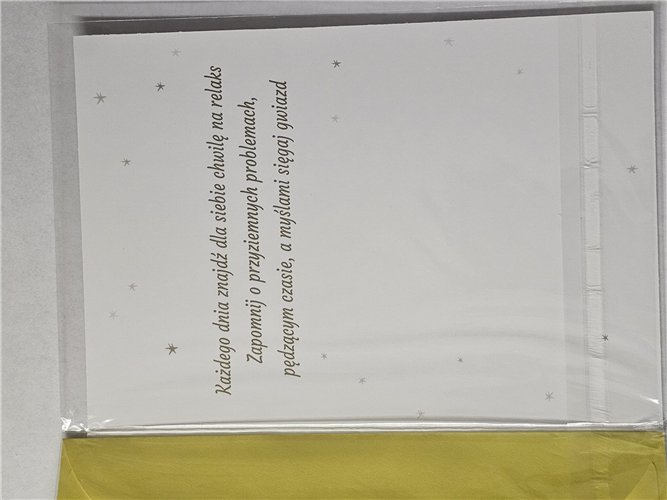 Każdego dnia znajdź dla siebie chwilę na relaks
Zapomnij o przyziemnych problemach,
pędzącym czasie, a myślami sięgaj gwiazd